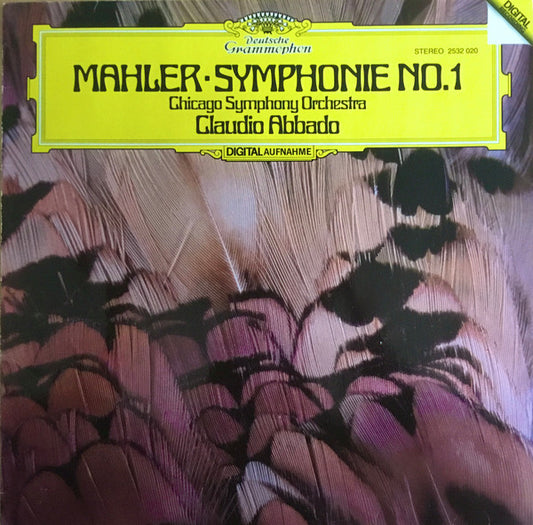 Deutsche
Grammophon
STEREO 2532 020
DIGITAL
MAHLER · SYMPHONIE NO.1
Chicago Symphony Orchestra
Claudio Abbado
DIGITAL AUFNAHME